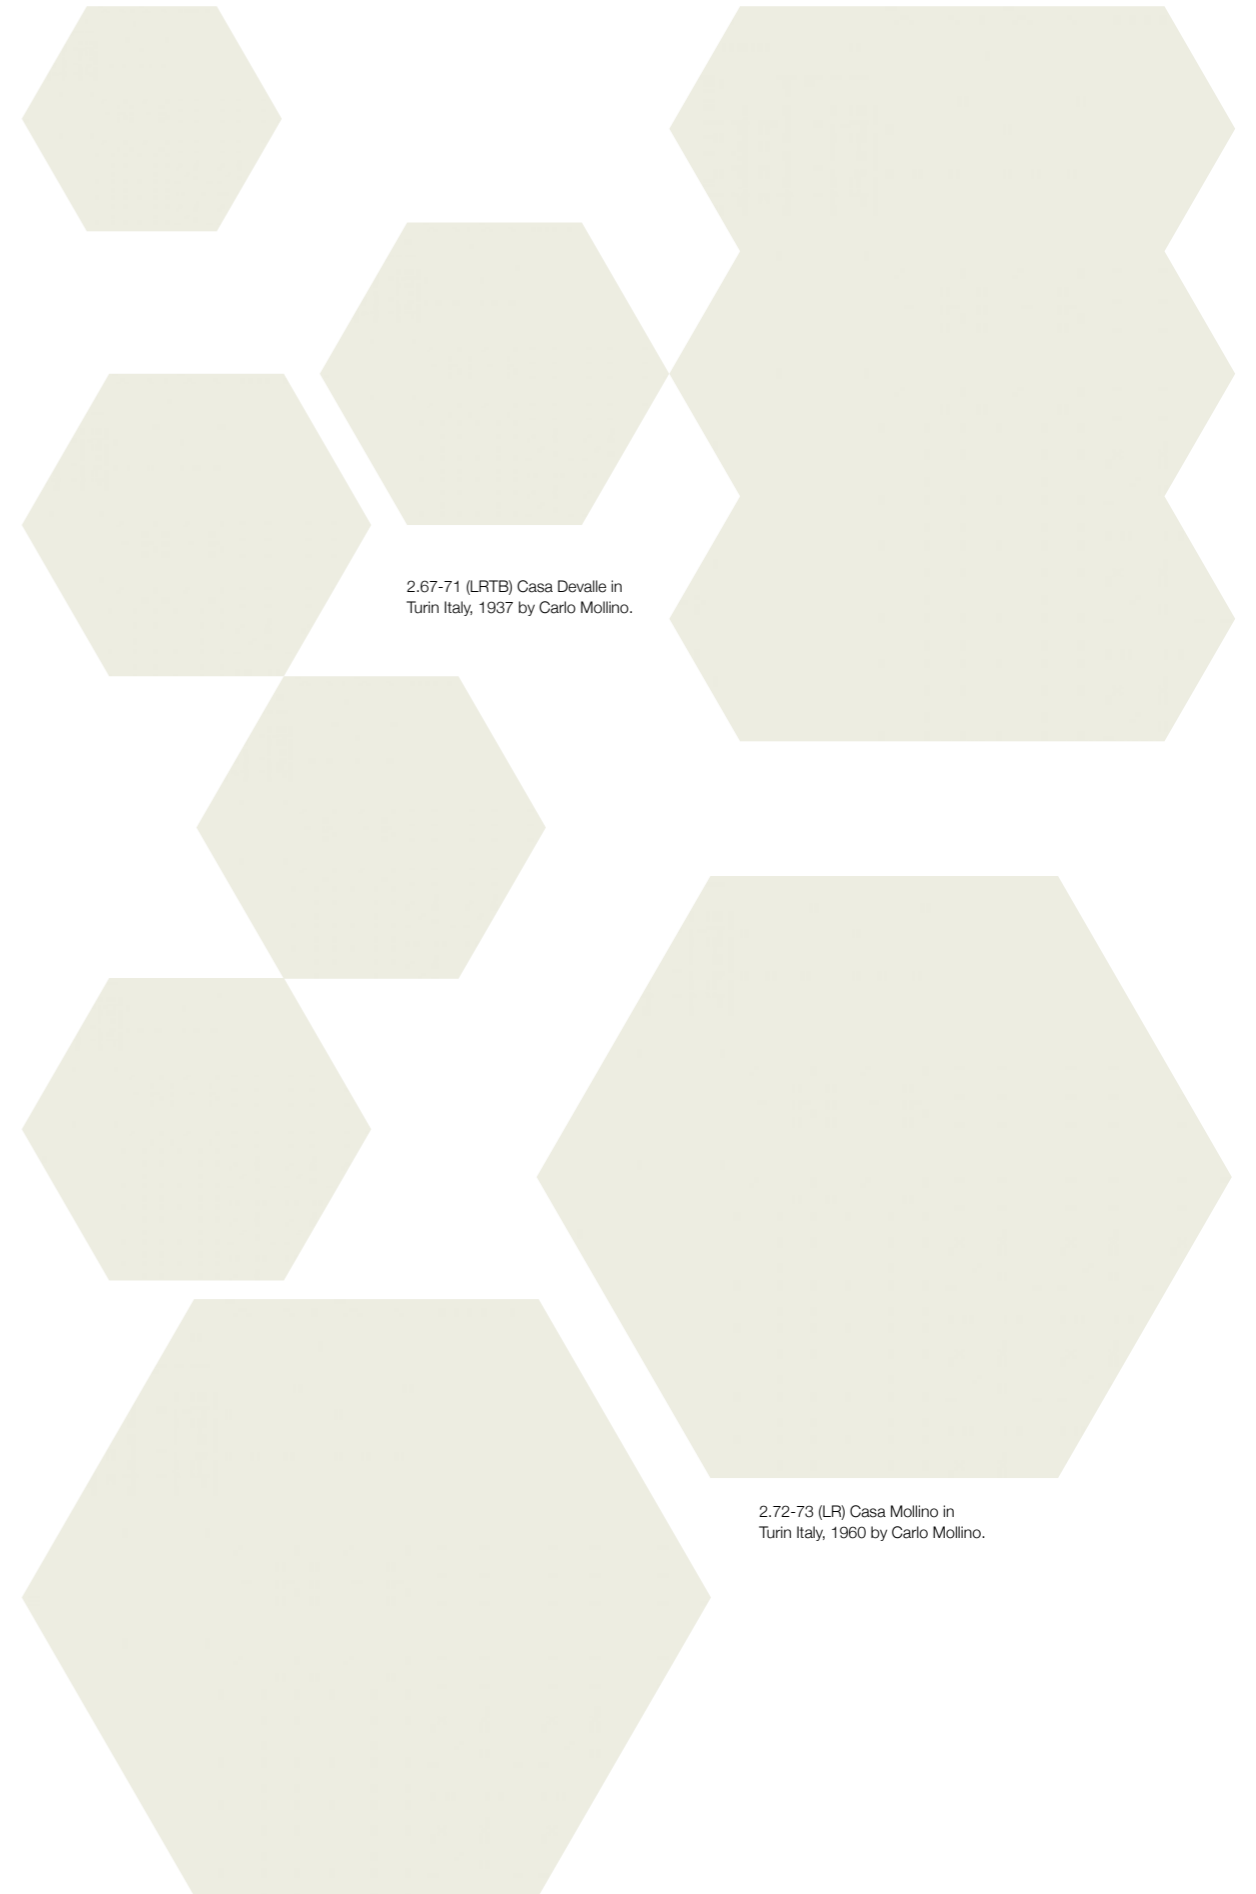 2.67-71 (LRTB) Casa Devalle in
Turin Italy, 1937 by Carlo Mollino.
2.72-73 (LR) Casa Mollino in
Turin Italy, 1960 by Carlo Mollino.